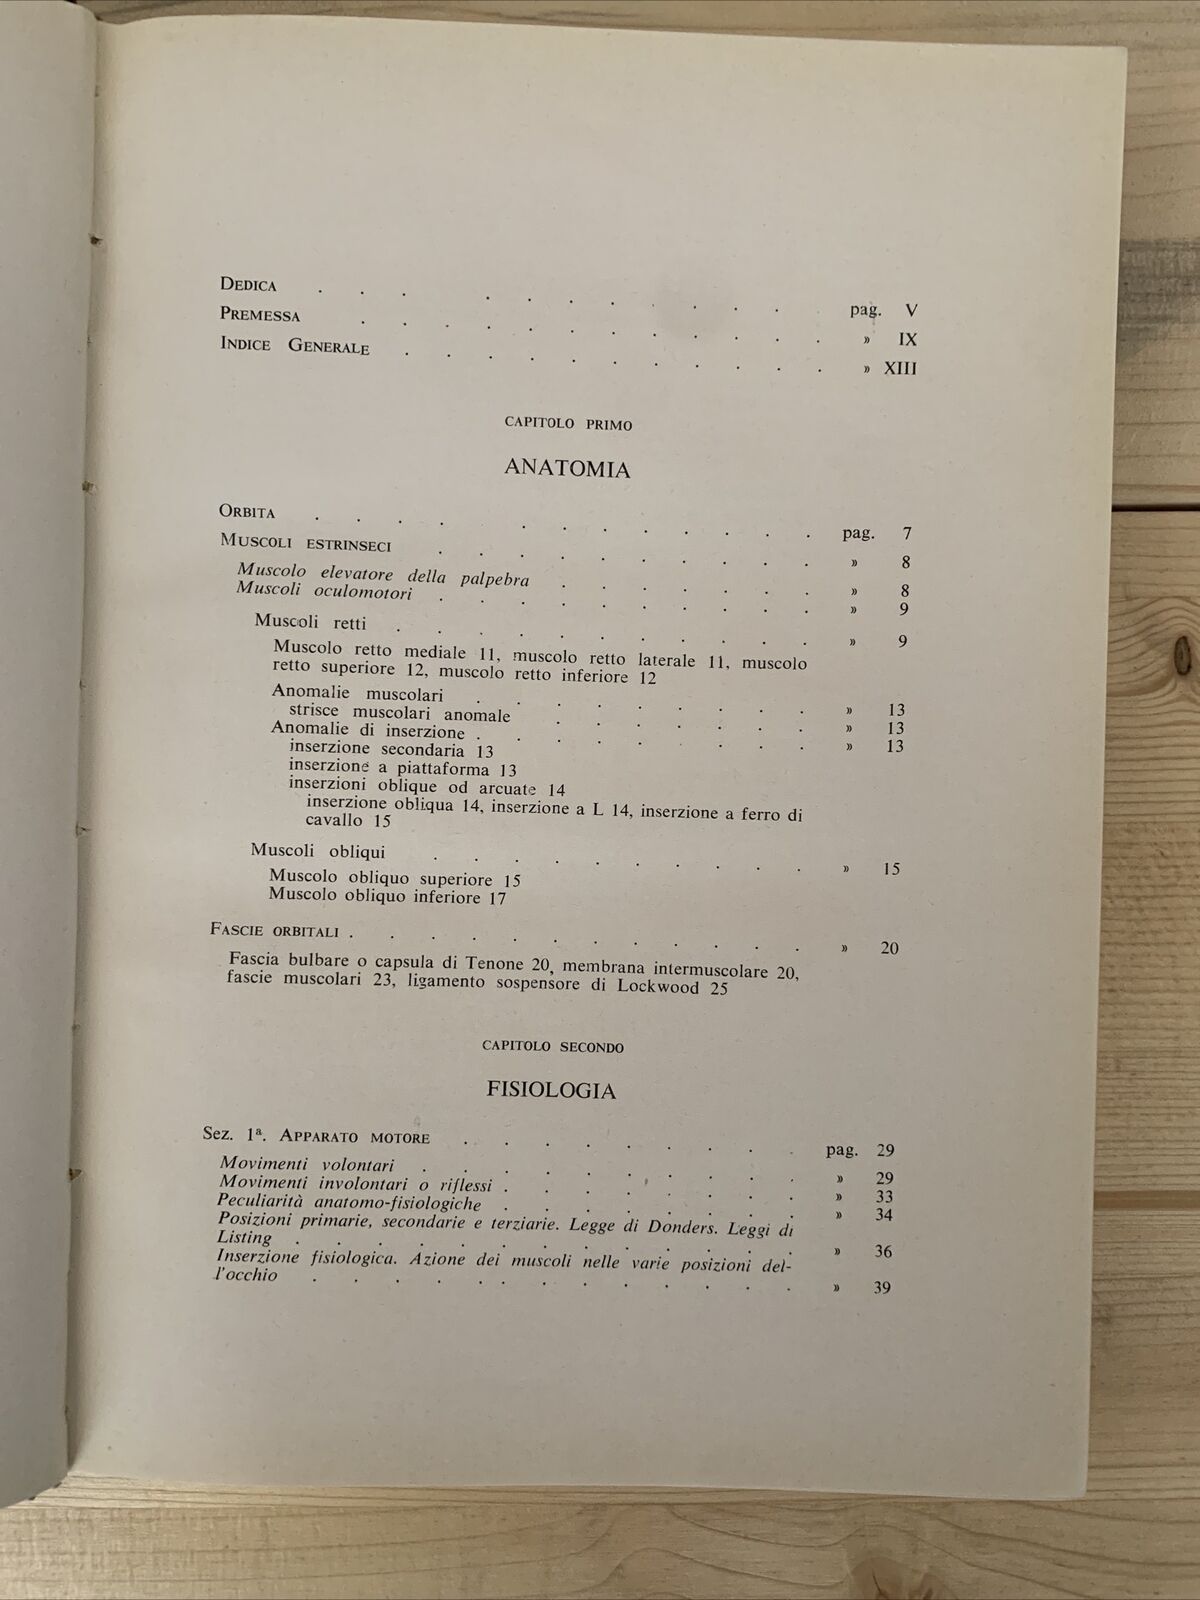 DEDICA . . . . . . . . . . . pag. V
PREMESSA . . . . . . . . . . . . » IX
INDICE GENERALE . . . . . . . . . . . » XIII
CAPITOLO PRIMO
ANATOMIA
ORBITA . . . . . . . . . . . . pag. 7
MUSCOLI ESTRINSECI . . . . . . . . . . » 8
Muscolo elevatore della palpebra . . . . . . . » 8
Muscoli oculomotori . . . . . . . . . . » 9
Muscoli retti . . . . . . . . . . . » 9
Muscolo retto mediale 11, muscolo retto laterale 11, muscolo
retto superiore 12, muscolo retto inferiore 12
Anomalie muscolari . . . . . . . . . » 13
strisce muscolari anomale . . . . . . . » 13
Anomalie di inserzione . . . . . . . . . » 13
inserzione secondaria 13
inserzione a piattaforma 13
inserzioni oblique od arcuate 14
inserzione obliqua 14, inserzione a L 14, inserzione a ferro di
cavallo 15
Muscoli obliqui . . . . . . . . . . » 15
Muscolo obliquo superiore 15
Muscolo obliquo inferiore 17
FASCIE ORBITALI . . . . . . . . . . . . » 20
Fascia bulbare o capsula di Tenone 20, membrana intermuscolare 20,
fascie muscolari 23, ligamento sospensore di Lockwood 25
CAPITOLO SECONDO
FISIOLOGIA
Sez. 1ª. APPARATO MOTORE . . . . . . . . . pag. 29
Movimenti volontari . . . . . . . . . . » 29
Movimenti involontari o riflessi . . . . . . . . » 33
Peculiarità anatomo-fisiologiche . . . . . . . . » 34
Posizioni primarie, secondarie e terziarie. Legge di Donders. Leggi di
Listing . . . . . . . . . . . . . » 36
Inserzione fisiologica. Azione dei muscoli nelle varie posizioni del-
l'occhio . . . . . . . . . . . . » 39